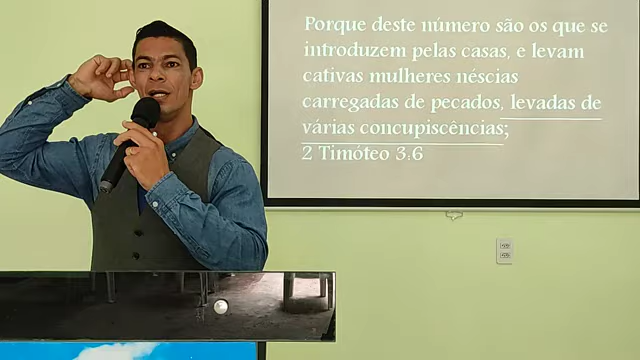 Porque deste número são os que se
introduzem pelas casas, e levam
cativas mulheres néscias
carregadas de pecados, levadas de
várias concupiscências;
2 Timóteo 3:6